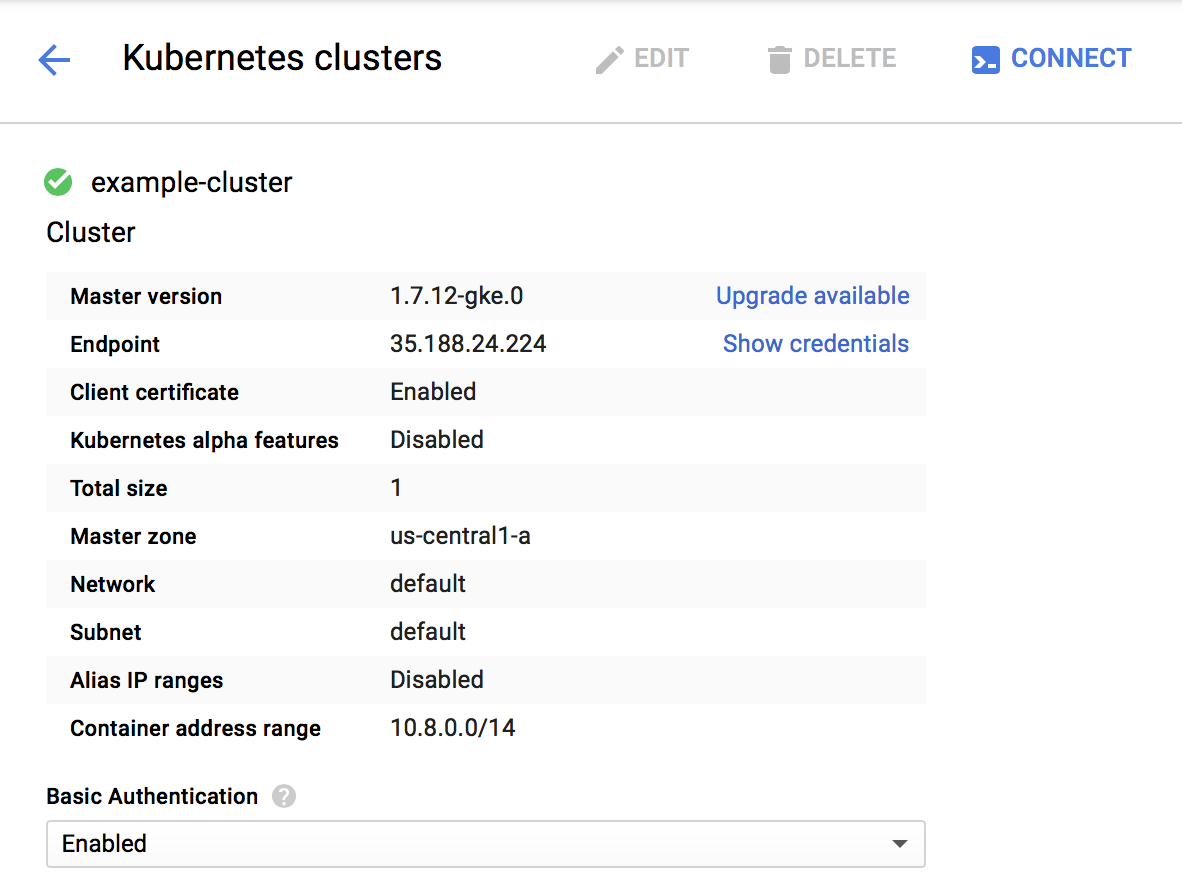 Kubernetes clusters EDIT DELETE CONNECT
example-cluster
Cluster
Master version 1.7.12-gke.0 Upgrade available
Endpoint 35.188.24.224 Show credentials
Client certificate Enabled
Kubernetes alpha features Disabled
Total size 1
Master zone us-central1-a
Network default
Subnet default
Alias IP ranges Disabled
Container address range 10.8.0.0/14
Basic Authentication ?
Enabled